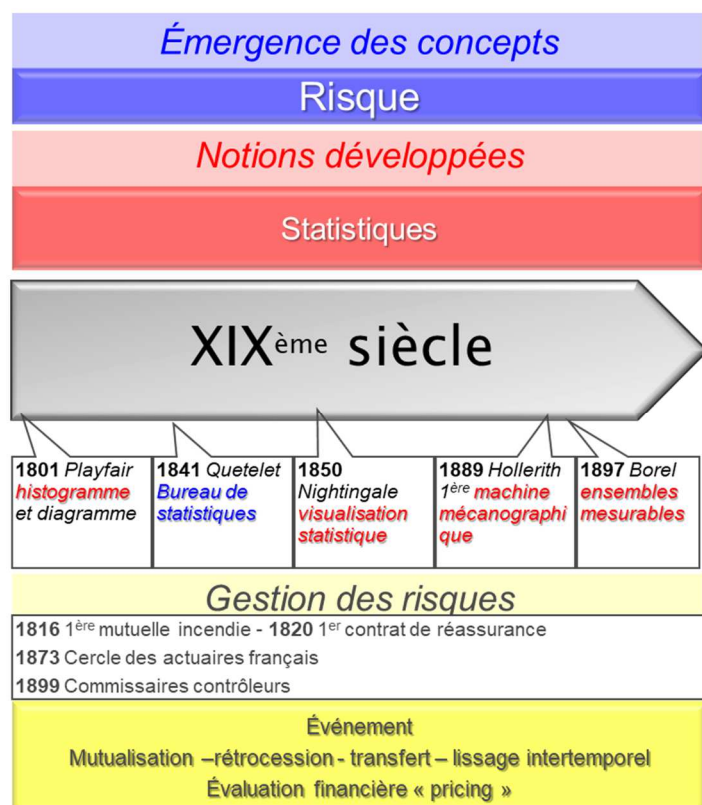 Émergence des concepts
Risque
Notions développées
Statistiques
XIXème siècle
1801 Playfair
histogramme
et diagramme
1841 Quetelet
Bureau de
statistiques
1850
Nightingale
visualisation
statistique
1889 Hollerith
1ère machine
mécanographi
que
1897 Borel
ensembles
mesurables
Gestion des risques
1816 1ère mutuelle incendie - 1820 1er contrat de réassurance
1873 Cercle des actuaires français
1899 Commissaires contrôleurs
Événement
Mutualisation –rétrocession - transfert – lissage intertemporel
Évaluation financière « pricing »